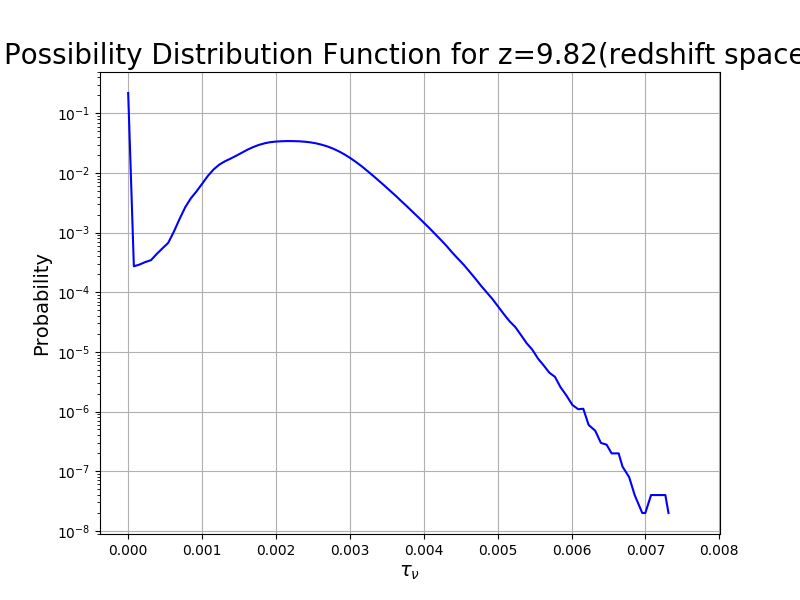 Possibility Distribution Function for z=9.82(redshift space
10⁻¹
10⁻²
10⁻³
10⁻⁴
10⁻⁵
10⁻⁶
10⁻⁷
10⁻⁸
Probability
0.000 0.001 0.002 0.003 0.004 0.005 0.006 0.007 0.008
τ_ν